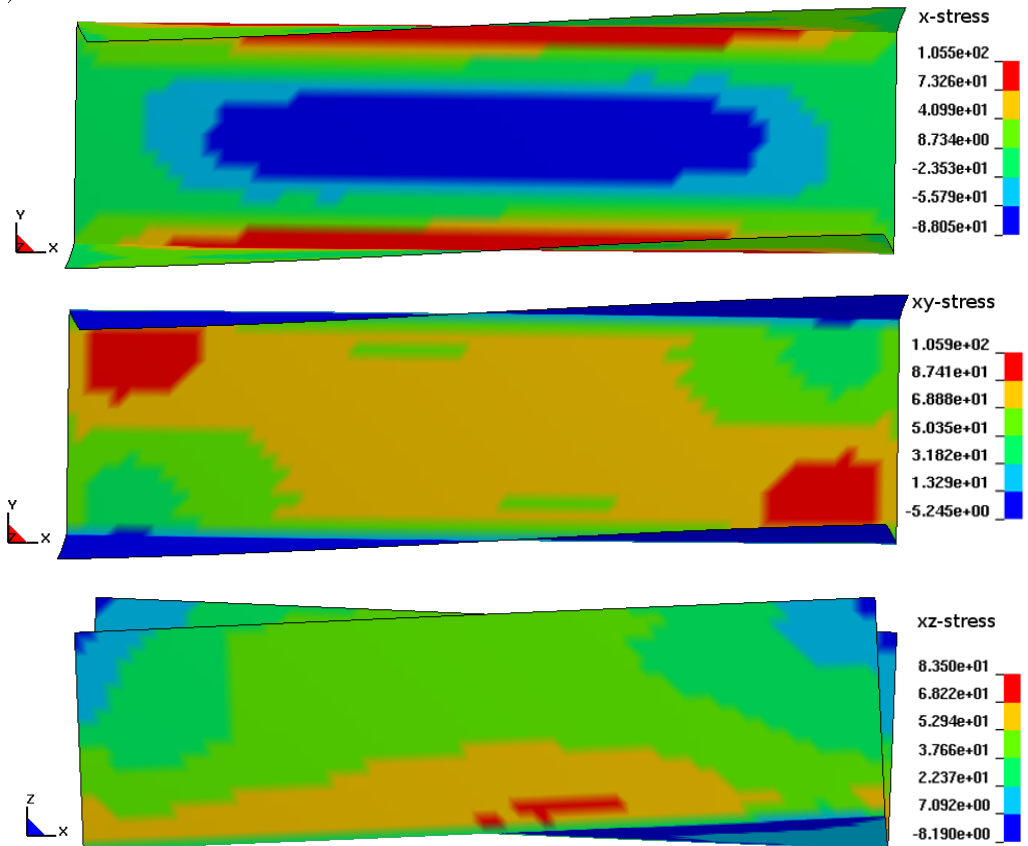 x-stress
1.055e+02
7.326e+01
4.099e+01
8.734e+00
-2.353e+01
-5.579e+01
-8.805e+01
Y
Z
X
xy-stress
1.059e+02
8.741e+01
6.888e+01
5.035e+01
3.182e+01
1.329e+01
-5.245e+00
Y
Z
X
xz-stress
8.350e+01
6.822e+01
5.294e+01
3.766e+01
2.237e+01
7.092e+00
-8.190e+00
Z
X